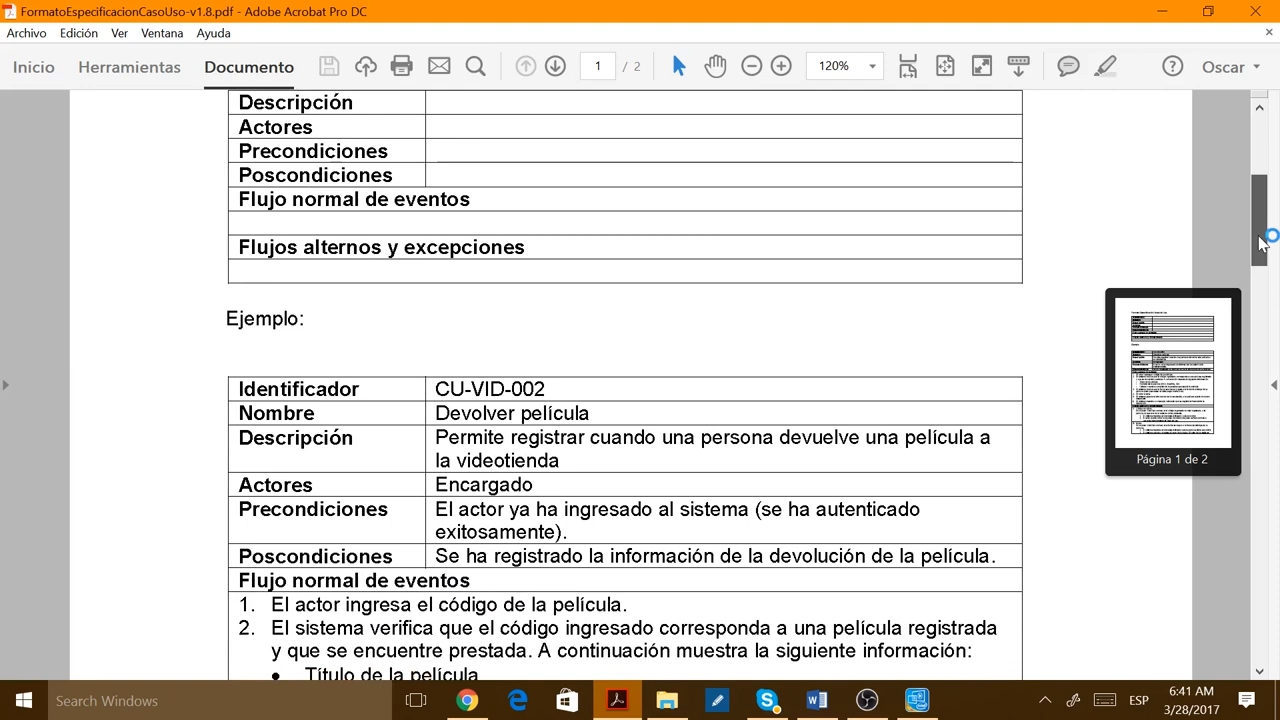 FormatoEspecificacionCasoUso-v1.8.pdf - Adobe Acrobat Pro DC
Archivo Edición Ver Ventana Ayuda
Inicio Herramientas Documento 1 / 2 120% Oscar
Descripción
Actores
Precondiciones
Poscondiciones
Flujo normal de eventos
Flujos alternos y excepciones
Ejemplo:
Identificador CU-VID-002
Nombre Devolver película
Descripción Permite registrar cuando una persona devuelve una película a
la videotienda
Actores Encargado
Precondiciones El actor ya ha ingresado al sistema (se ha autenticado
exitosamente).
Poscondiciones Se ha registrado la información de la devolución de la película.
Flujo normal de eventos
1. El actor ingresa el código de la película.
2. El sistema verifica que el código ingresado corresponda a una película registrada
y que se encuentre prestada. A continuación muestra la siguiente información:
• Título de la película
Página 1 de 2
Search Windows
ESP
6:41 AM
3/28/2017